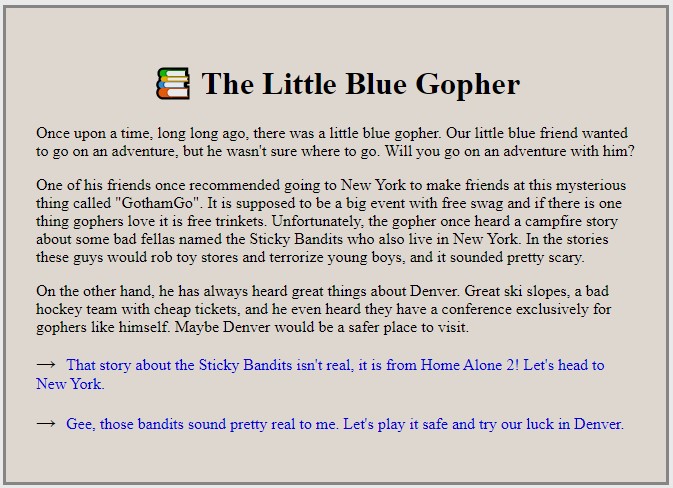 The Little Blue Gopher
Once upon a time, long long ago, there was a little blue gopher. Our little blue friend wanted
to go on an adventure, but he wasn't sure where to go. Will you go on an adventure with him?
One of his friends once recommended going to New York to make friends at this mysterious
thing called "GothamGo". It is supposed to be a big event with free swag and if there is one
thing gophers love it is free trinkets. Unfortunately, the gopher once heard a campfire story
about some bad fellas named the Sticky Bandits who also live in New York. In the stories
these guys would rob toy stores and terrorize young boys, and it sounded pretty scary.
On the other hand, he has always heard great things about Denver. Great ski slopes, a bad
hockey team with cheap tickets, and he even heard they have a conference exclusively for
gophers like himself. Maybe Denver would be a safer place to visit.
→ That story about the Sticky Bandits isn't real, it is from Home Alone 2! Let's head to
New York.
→ Gee, those bandits sound pretty real to me. Let's play it safe and try our luck in Denver.